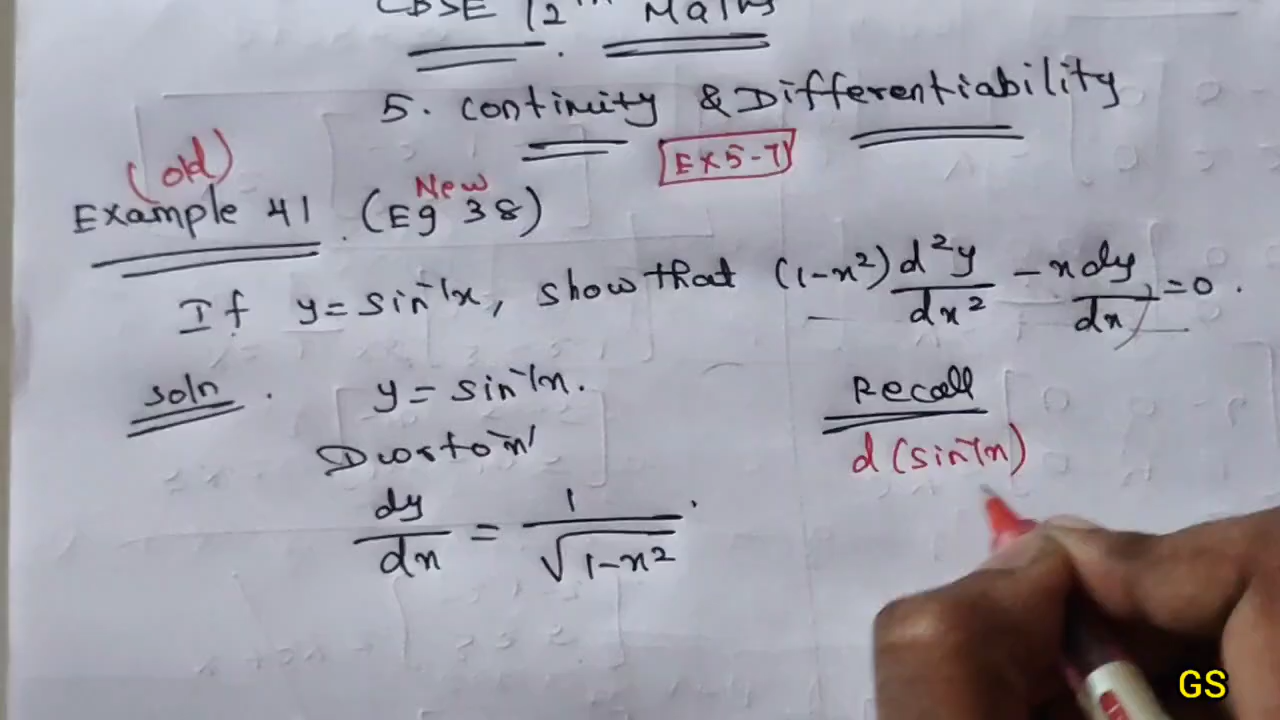 CBSE 12th Maths
5. Continuity & Differentiability
EX 5-7
(old)
New
Example 41 (Eg 38)
If y = sin⁻¹x, show that (1-x²) d²y/dx² - x dy/dx = 0.
Soln. y = sin⁻¹x.
D w r to 'x'
dy/dx = 1/√(1-x²).
Recall
d (sin⁻¹x)
GS